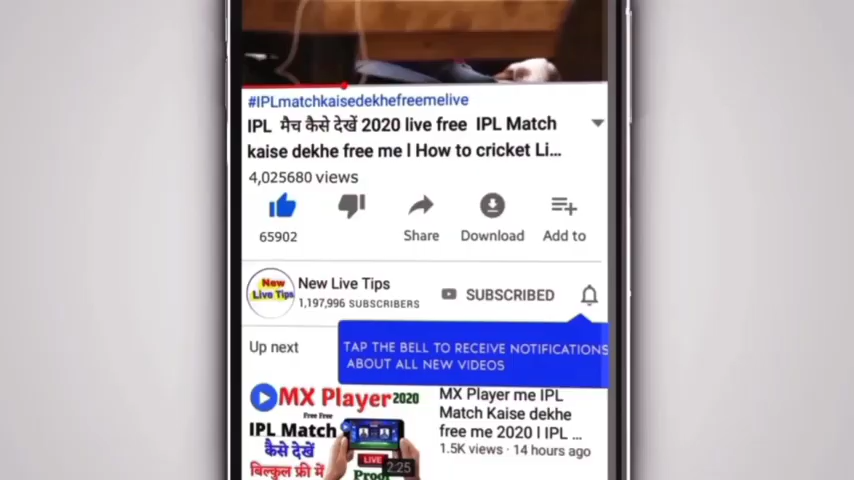 #IPLmatchkaisedekhefreemelive
IPL मैच कैसे देखें 2020 live free IPL Match
kaise dekhe free me l How to cricket Li...
4,025680 views
65902
Share
Download
Add to
New
Live Tips
New Live Tips
1,197,996 SUBSCRIBERS
SUBSCRIBED
TAP THE BELL TO RECEIVE NOTIFICATIONS
ABOUT ALL NEW VIDEOS
Up next
MX Player 2020
Free Free
IPL Match
कैसे देखें
बिल्कुल फ्री में
LIVE
Proof
2:25
MX Player me IPL
Match Kaise dekhe
free me 2020 l IPL ...
1.5K views · 14 hours ago